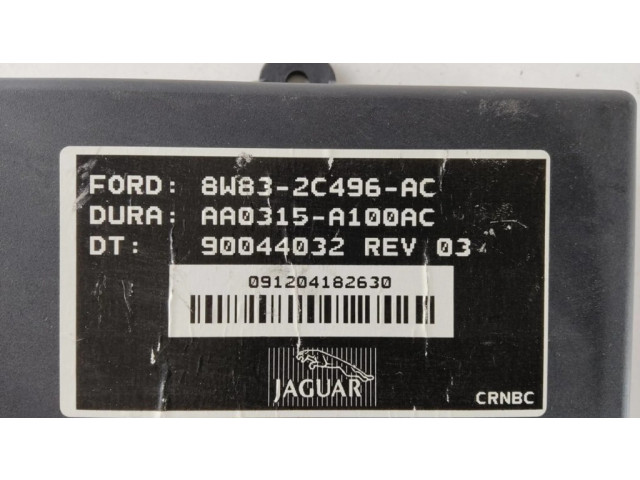 FORD: 8W83-2C496-AC
DURA: AA0315-A100AC
DT: 90044032 REV 03
091204182630
JAGUAR
CRNBC